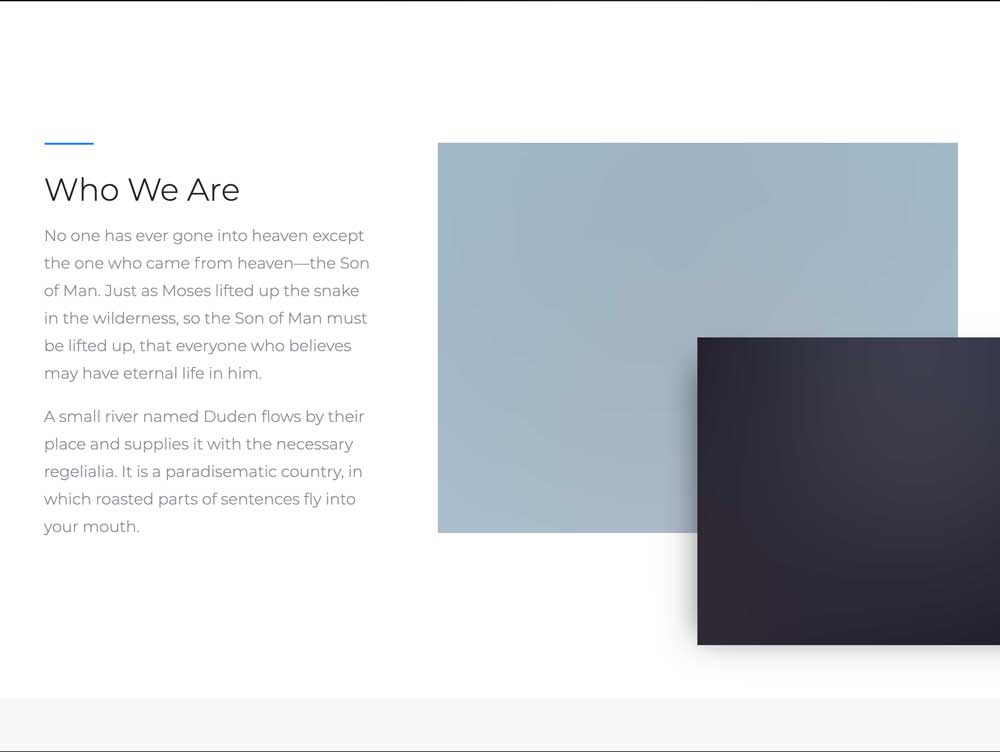 Who We Are
No one has ever gone into heaven except
the one who came from heaven—the Son
of Man. Just as Moses lifted up the snake
in the wilderness, so the Son of Man must
be lifted up, that everyone who believes
may have eternal life in him.
A small river named Duden flows by their
place and supplies it with the necessary
regelialia. It is a paradisematic country, in
which roasted parts of sentences fly into
your mouth.